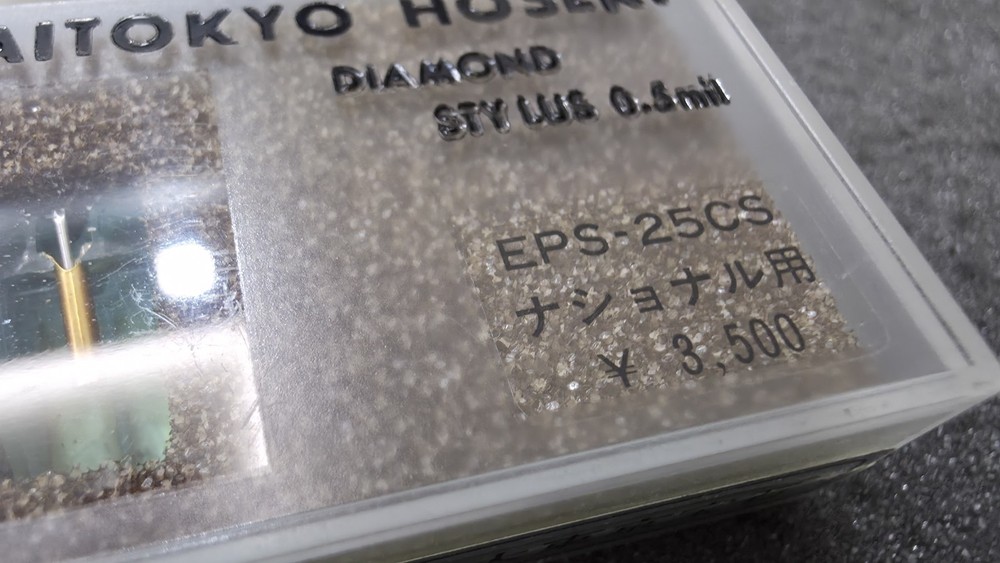 AITOKYO HOSEKI
DIAMOND
STYLUS 0.5mil
EPS-25CS
ナショナル用
¥ 3,500